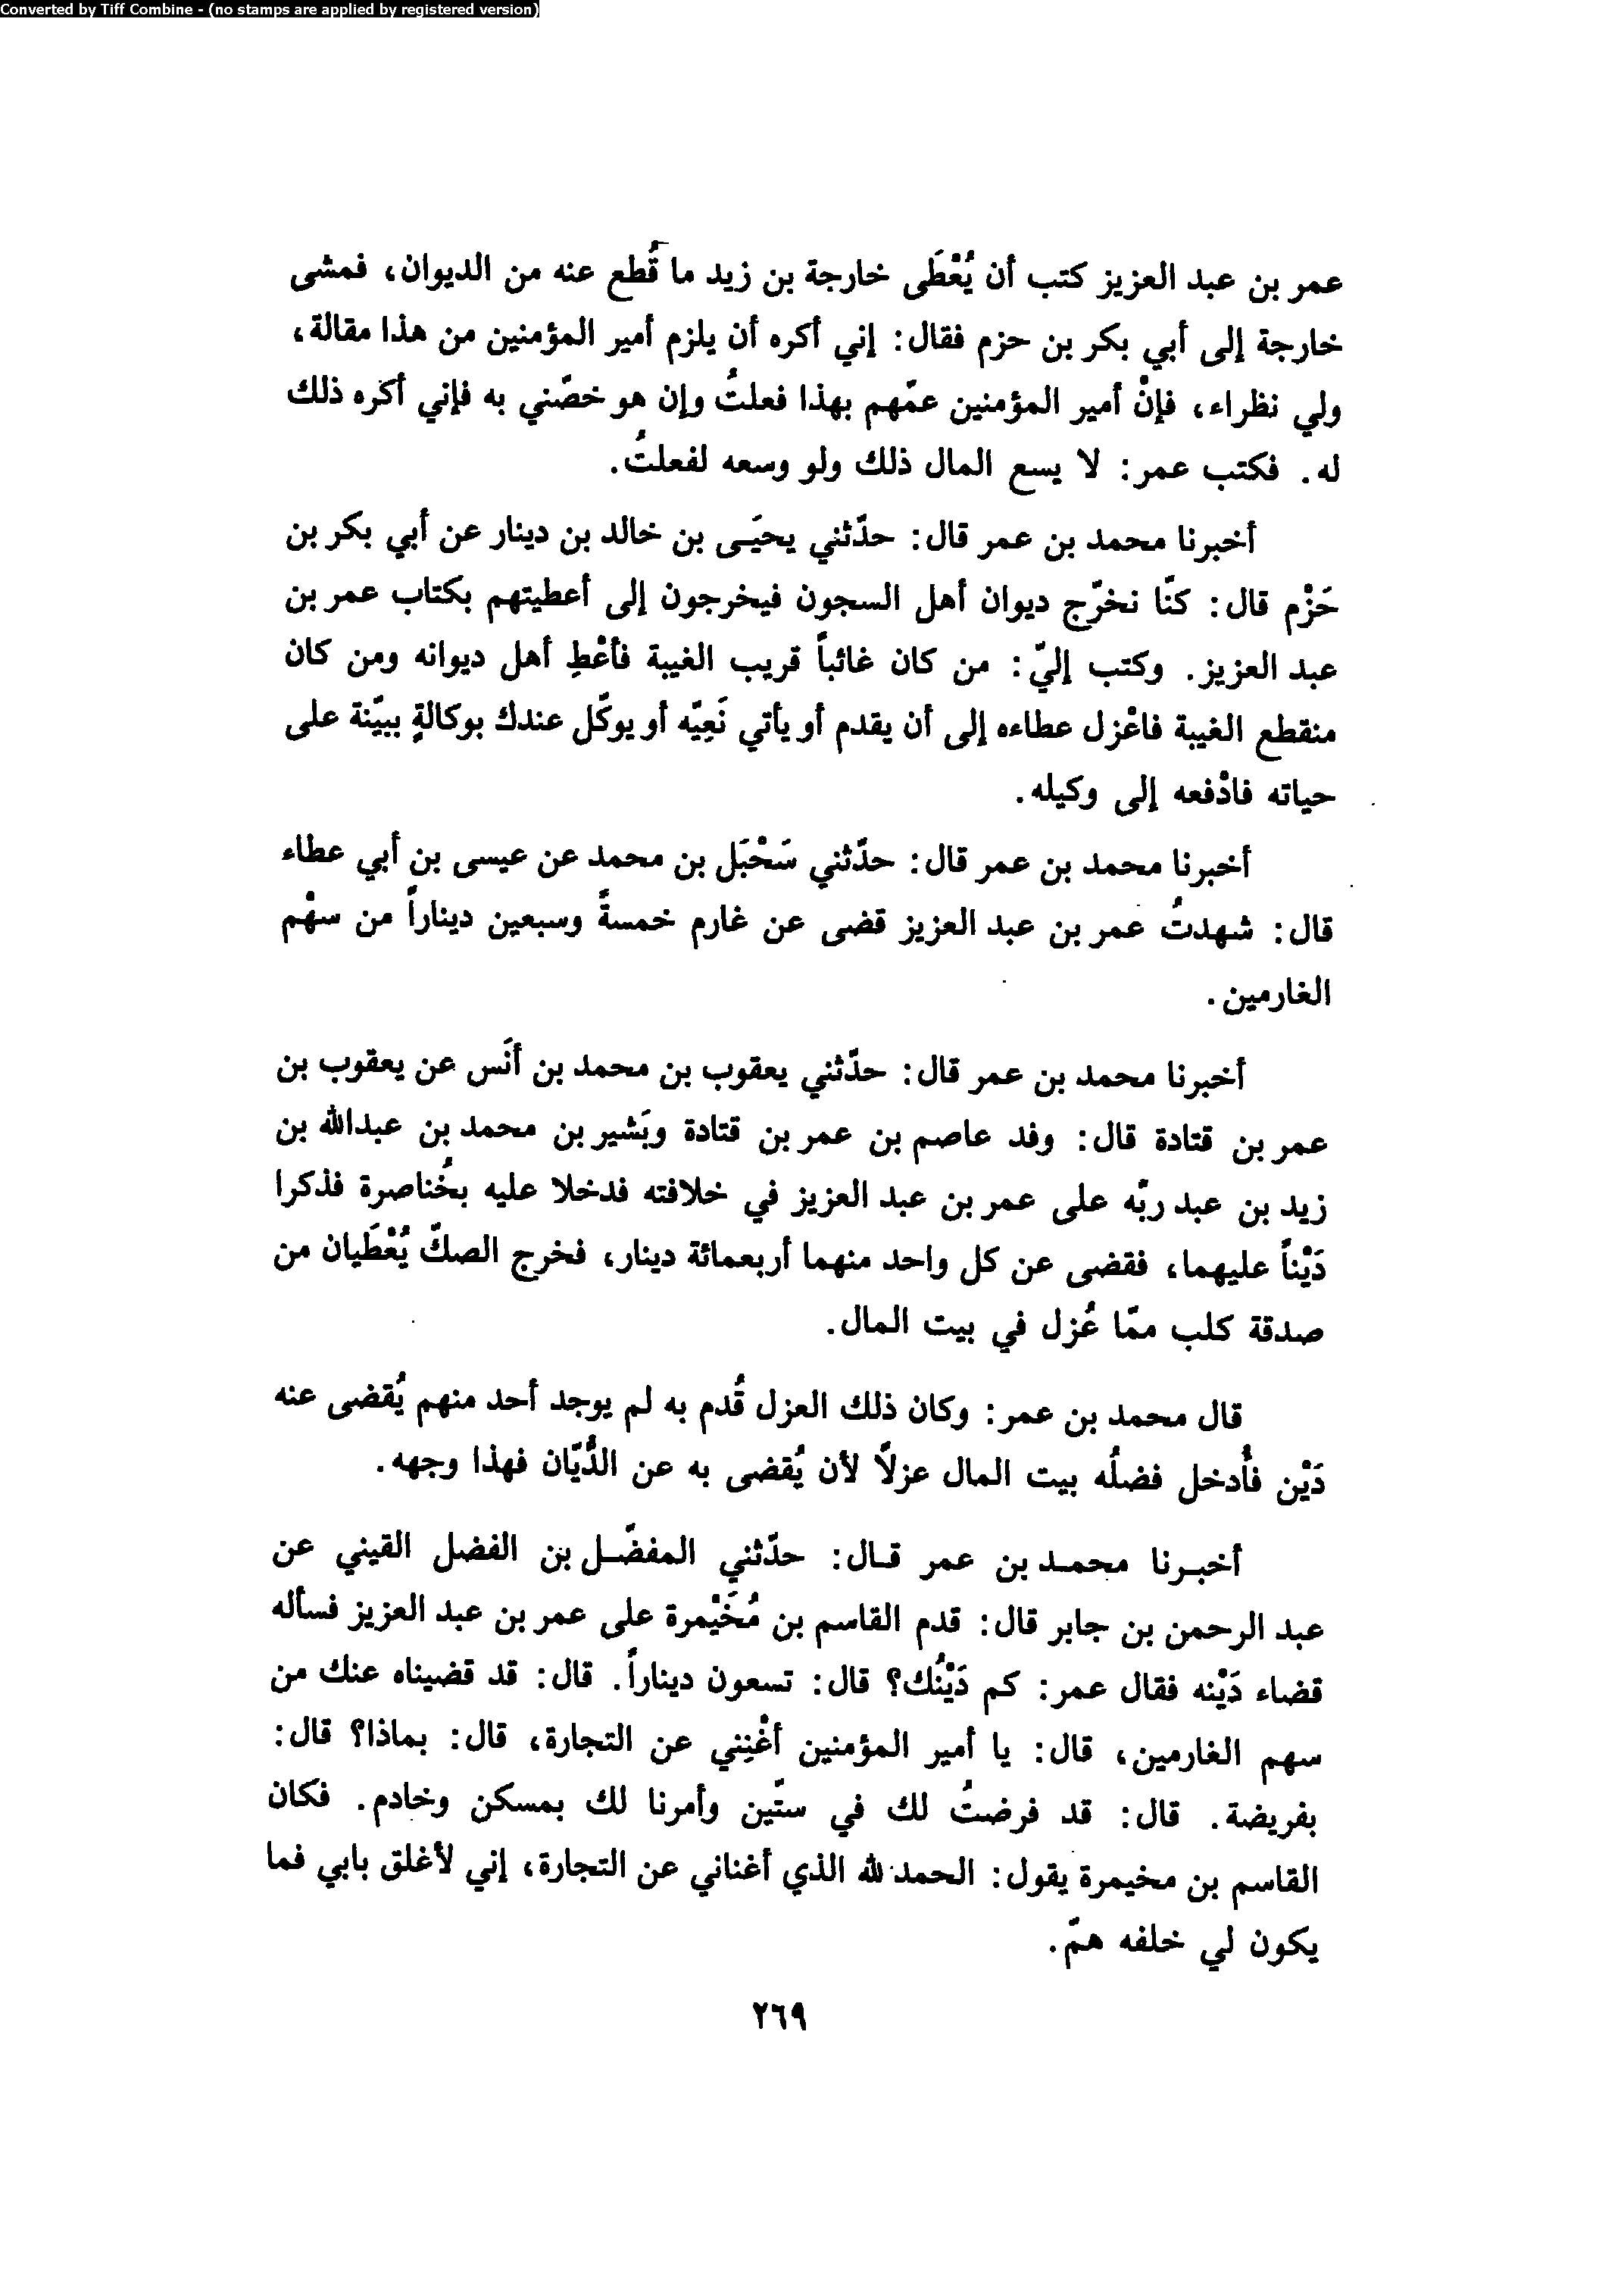 Converted by Tiff Combine - (no stamps are applied by registered version)
عمر بن عبد العزيز كتب أن يُعْطَى خارجة بن زيد ما قُطع عنه من الديوان، فمشى
خارجة إلى أبي بكر بن حزم فقال: إني أكره أن يلزم أمير المؤمنين من هذا مقالة،
ولي نظراء، فإنْ أمير المؤمنين عمّهم بهذا فعلتُ وإن هو خصّني به فإني أكره ذلك
له. فكتب عمر: لا يسع المال ذلك ولو وسعه لفعلتُ.
أخبرنا محمد بن عمر قال: حدّثني يحيَى بن خالد بن دينار عن أبي بكر بن
حَزْم قال: كنّا نخرّج ديوان أهل السجون فيخرجون إلى أعطيتهم بكتاب عمر بن
عبد العزيز. وكتب إليّ: من كان غائباً قريب الغيبة فأعْطِ أهل ديوانه ومن كان
منقطع الغيبة فاعْزل عطاءه إلى أن يقدم أو يأتي نَعِيّه أو يوكّل عندك بوكالةٍ ببيّنة على
حياته فادْفعه إلى وكيله.
أخبرنا محمد بن عمر قال: حدّثني سَحْبَل بن محمد عن عيسى بن أبي عطاء
قال: شهدتُ عمر بن عبد العزيز قضى عن غارم خمسةً وسبعين ديناراً من سهْم
الغارمين.
أخبرنا محمد بن عمر قال: حدّثني يعقوب بن محمد بن أنَس عن يعقوب بن
عمر بن قتادة قال: وفد عاصم بن عمر بن قتادة وبَشير بن محمد بن عبدالله بن
زيد بن عبد ربّه على عمر بن عبد العزيز في خلافته فدخلا عليه بخُناصرة فذكرا
دَيْناً عليهما، فقضى عن كل واحد منهما أربعمائة دينار، فخرج الصكّ يُعْطَيان من
صدقة كلب ممّا عُزل في بيت المال.
قال محمد بن عمر: وكان ذلك العزل قُدم به لم يوجد أحد منهم يُقضى عنه
دَيْن فأُدخل فضلُه بيت المال عزلاً لأن يُقضى به عن الدُّيّان فهذا وجهه.
أخبرنا محمد بن عمر قال: حدّثني المفضّل بن الفضل القيني عن
عبد الرحمن بن جابر قال: قدم القاسم بن مُخَيْمرة على عمر بن عبد العزيز فسأله
قضاء دَيْنه فقال عمر: كم دَيْنُك؟ قال: تسعون ديناراً. قال: قد قضيناه عنك من
سهم الغارمين، قال: يا أمير المؤمنين أغْنِني عن التجارة، قال: بماذا؟ قال:
بفريضة. قال: قد فرضتُ لك في ستّين وأمرنا لك بمسكن وخادم. فكان
القاسم بن مخيمرة يقول: الحمد لله الذي أغناني عن التجارة، إني لأغلق بابي فما
يكون لي خلفه همّ.
٢٦٩